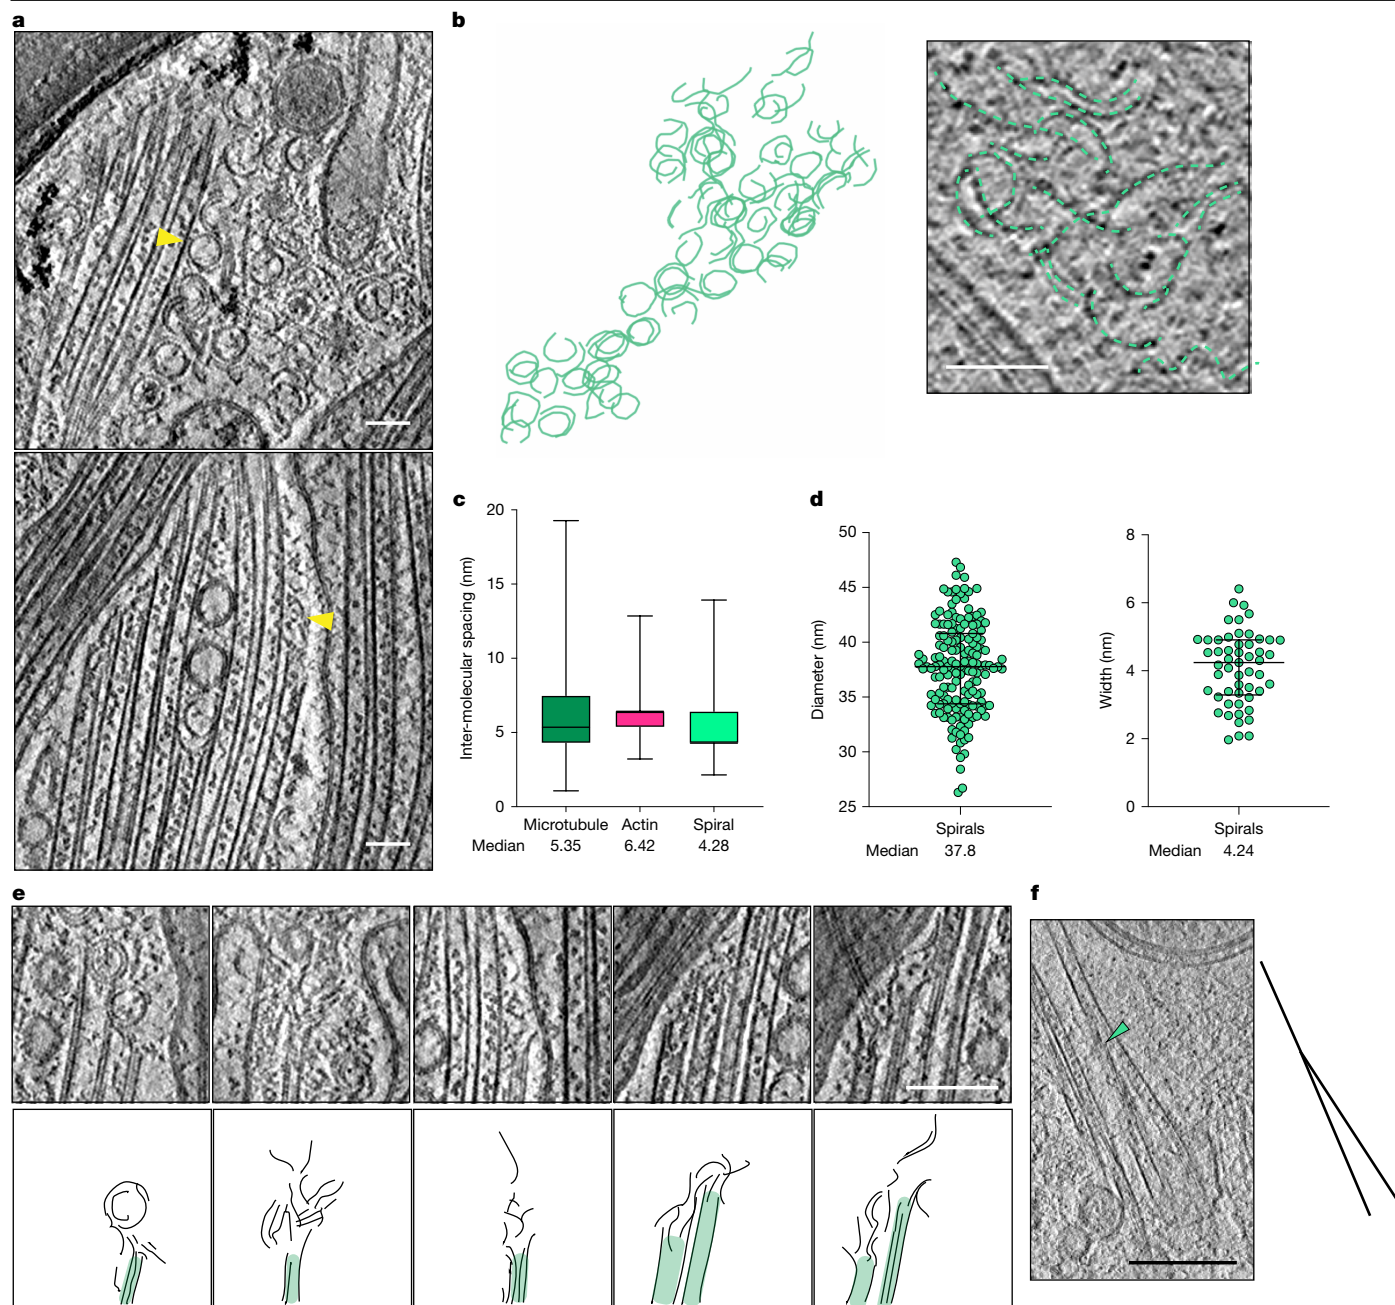 a
b
c
20
15
10
5
0
Inter-molecular spacing (nm)
Microtubule Actin Spiral
Median 5.35 6.42 4.28
d
50
45
40
35
30
25
Diameter (nm)
Spirals
Median 37.8
8
6
4
2
0
Width (nm)
Spirals
Median 4.24
e
f